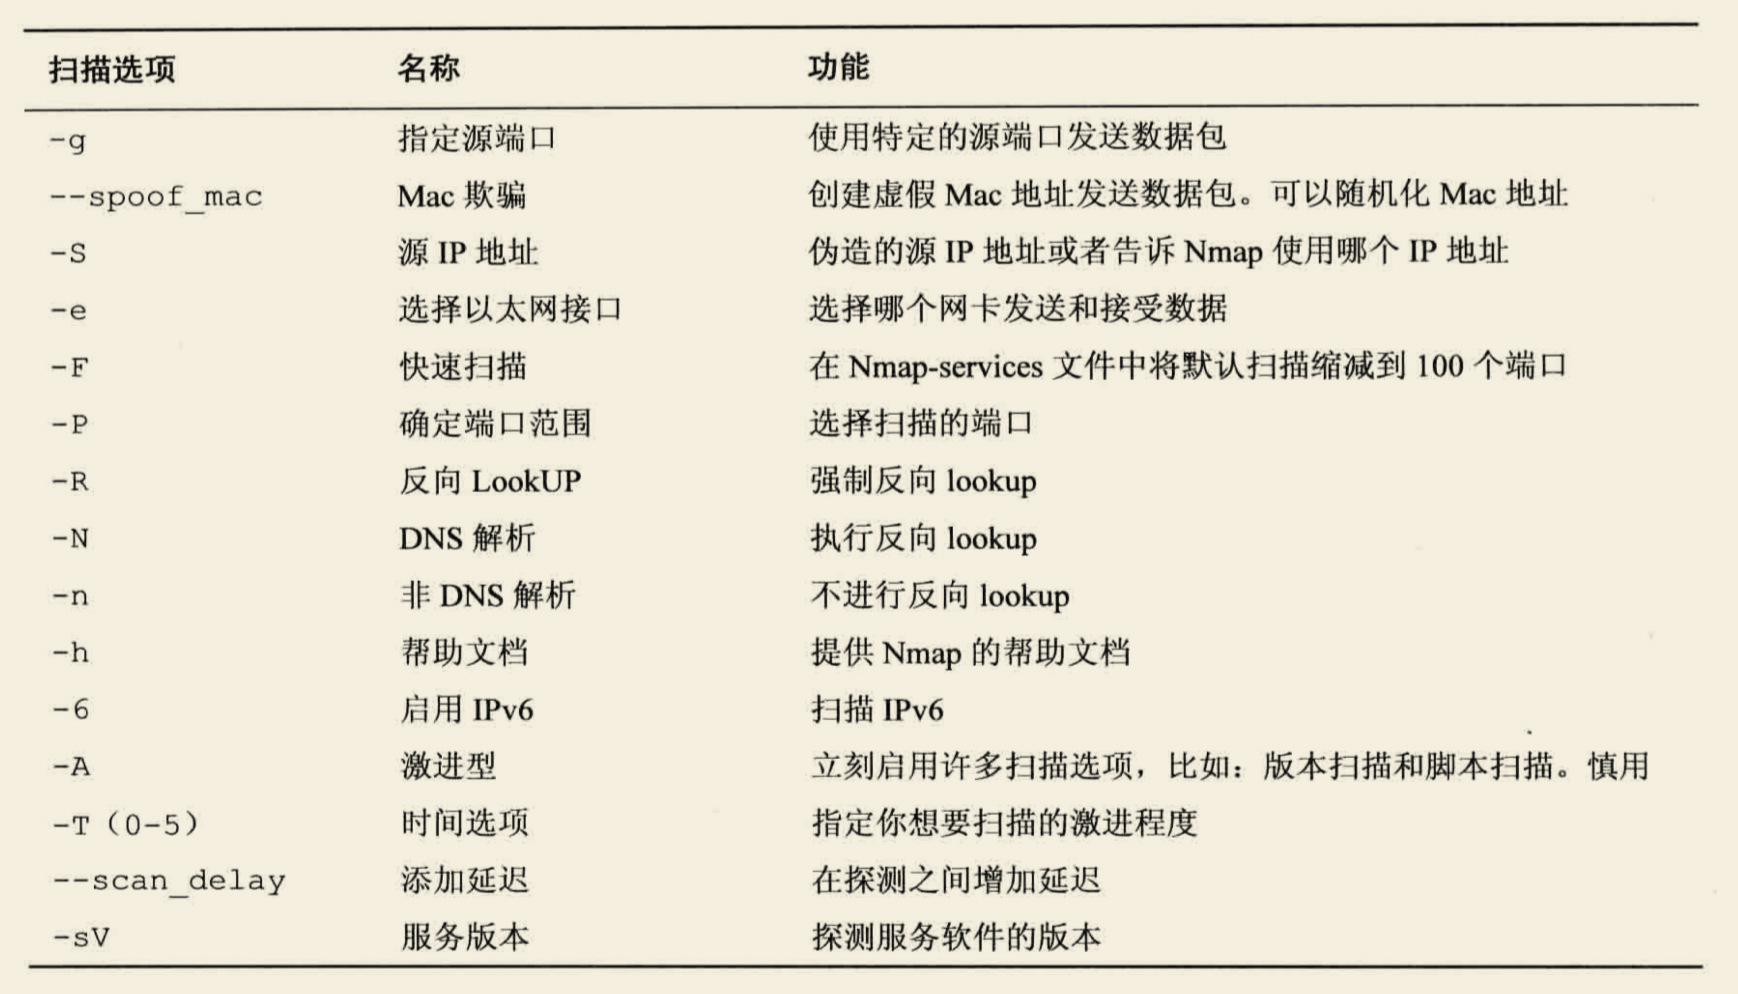 扫描选项 名称 功能
-g 指定源端口 使用特定的源端口发送数据包
--spoof_mac Mac 欺骗 创建虚假 Mac 地址发送数据包。可以随机化 Mac 地址
-S 源 IP 地址 伪造的源 IP 地址或者告诉 Nmap 使用哪个 IP 地址
-e 选择以太网接口 选择哪个网卡发送和接受数据
-F 快速扫描 在 Nmap-services 文件中将默认扫描缩减到 100 个端口
-P 确定端口范围 选择扫描的端口
-R 反向 LookUP 强制反向 lookup
-N DNS 解析 执行反向 lookup
-n 非 DNS 解析 不进行反向 lookup
-h 帮助文档 提供 Nmap 的帮助文档
-6 启用 IPv6 扫描 IPv6
-A 激进型 立刻启用许多扫描选项，比如：版本扫描和脚本扫描。慎用
-T（0-5） 时间选项 指定你想要扫描的激进程度
--scan_delay 添加延迟 在探测之间增加延迟
-sV 服务版本 探测服务软件的版本